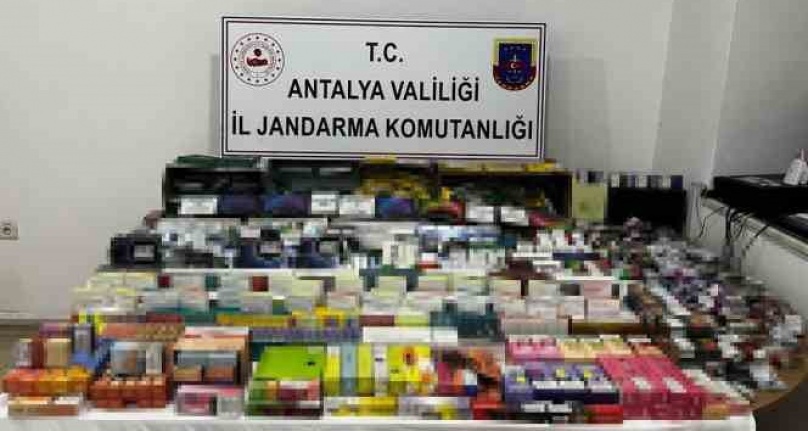 T.C.
ANTALYA VALİLİĞİ
İL JANDARMA KOMUTANLIĞI